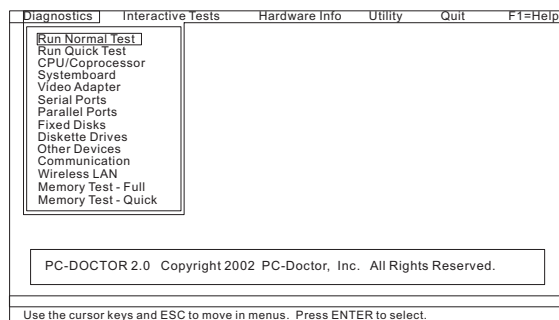 Diagnostics Interactive Tests Hardware Info Utility Quit F1=Help
Run Normal Test
Run Quick Test
CPU/Coprocessor
Systemboard
Video Adapter
Serial Ports
Parallel Ports
Fixed Disks
Diskette Drives
Other Devices
Communication
Wireless LAN
Memory Test - Full
Memory Test - Quick
PC-DOCTOR 2.0 Copyright 2002 PC-Doctor, Inc. All Rights Reserved.
Use the cursor keys and ESC to move in menus. Press ENTER to select.